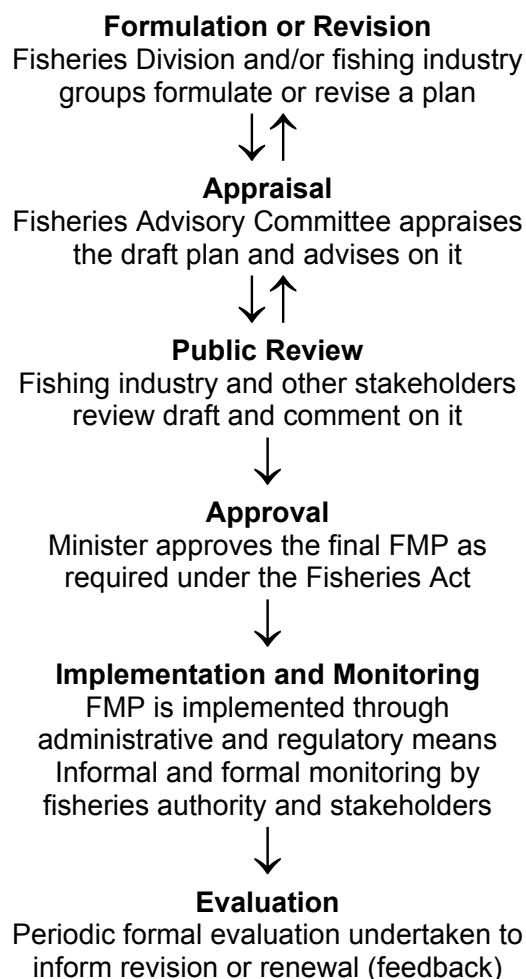 Formulation or Revision
Fisheries Division and/or fishing industry
groups formulate or revise a plan
↓↑
Appraisal
Fisheries Advisory Committee appraises
the draft plan and advises on it
↓↑
Public Review
Fishing industry and other stakeholders
review draft and comment on it
↓
Approval
Minister approves the final FMP as
required under the Fisheries Act
↓
Implementation and Monitoring
FMP is implemented through
administrative and regulatory means
Informal and formal monitoring by
fisheries authority and stakeholders
↓
Evaluation
Periodic formal evaluation undertaken to
inform revision or renewal (feedback)